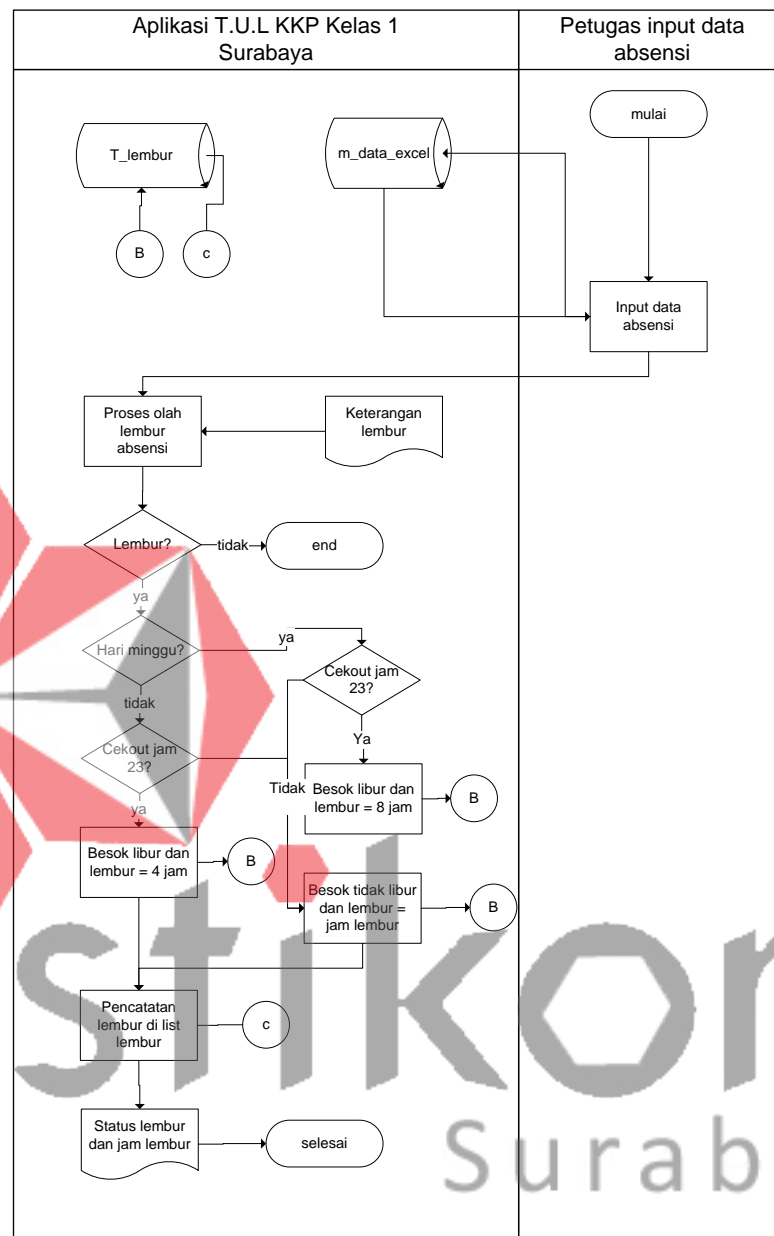 Aplikasi T.U.L KKP Kelas 1
Surabaya
Petugas input data
absensi
mulai
T_lembur
m_data_excel
B
c
Input data
absensi
Proses olah
lembur
absensi
Keterangan
lembur
Lembur?
tidak
end
ya
Hari minggu?
ya
Cekout jam
23?
tidak
Cekout jam
23?
Ya
Tidak
Besok libur dan
lembur = 8 jam
B
ya
Besok libur dan
lembur = 4 jam
B
Besok tidak libur
dan lembur =
jam lembur
B
Pencatatan
lembur di list
lembur
c
Status lembur
dan jam lembur
selesai
stikor
Surab